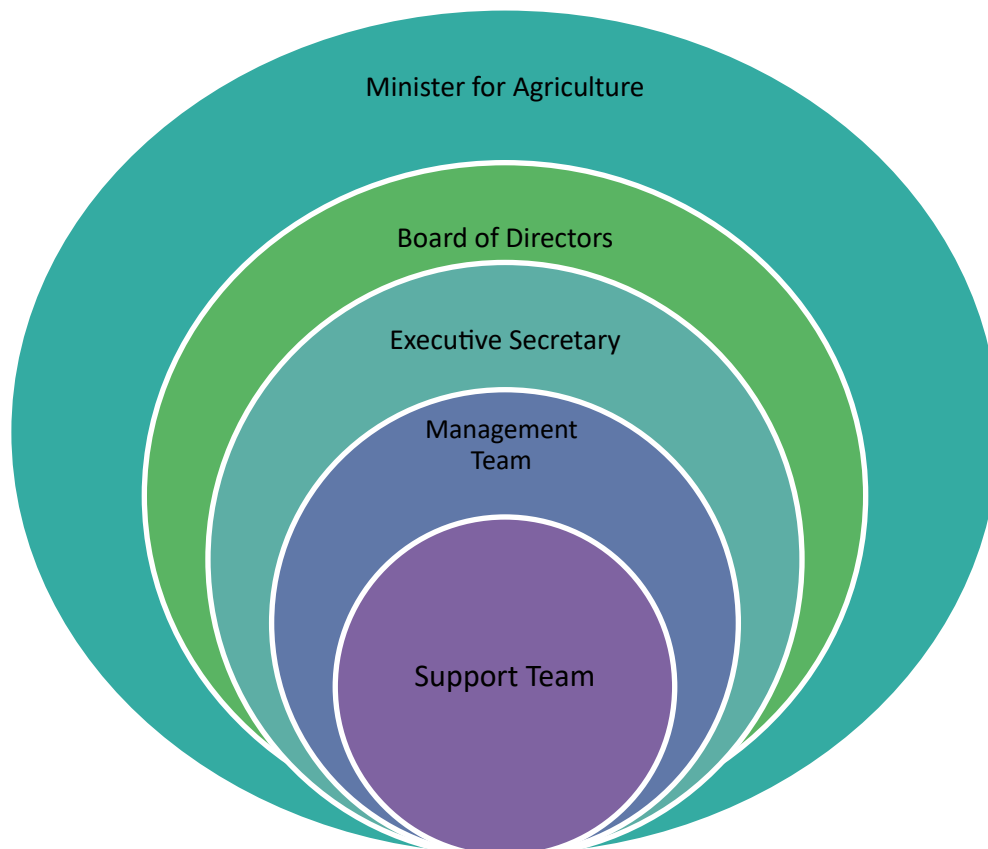 Minister for Agriculture
Board of Directors
Executive Secretary
Management
Team
Support Team